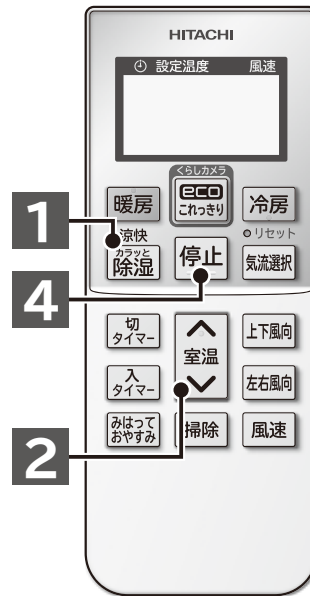 HITACHI
設定温度 風速
くらしカメラ
eco
これっきり
暖房
冷房
1
涼快
カラッと
除湿
停止
リセット
気流選択
4
切
タイマー
室温
上下風向
入
タイマー
左右風向
2
みはって
おやすみ
掃除
風速